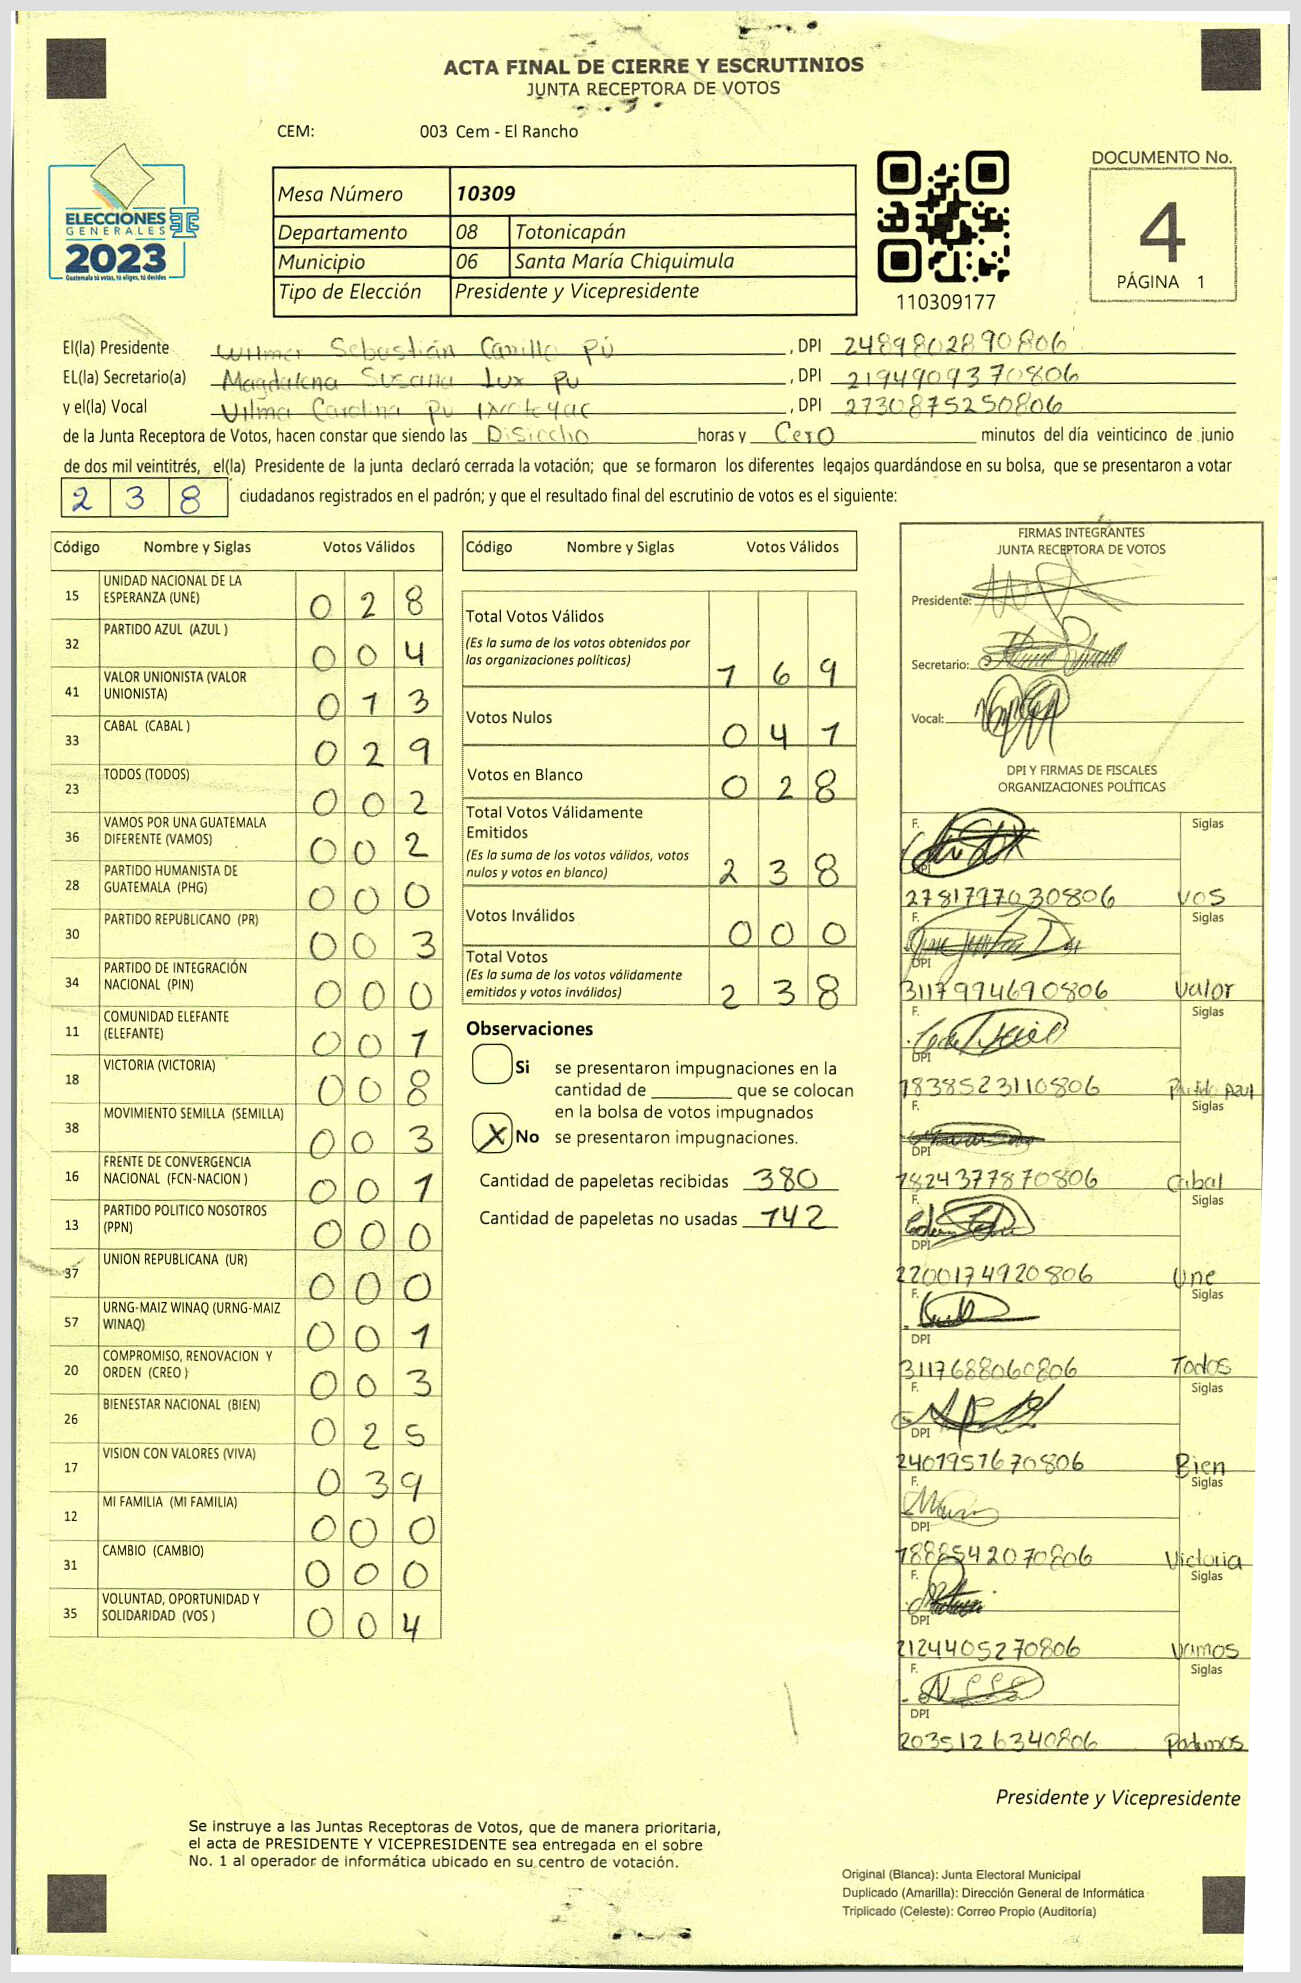 ACTA FINAL DE CIERRE Y ESCRUTINIOS
JUNTA RECEPTORA DE VOTOS
CEM: 003 Cem - El Rancho
ELECCIONES
GENERALES
2023
Guatemala tú votas, tú eliges, tú decides
Mesa Número 10309
Departamento 08 Totonicapán
Municipio 06 Santa María Chiquimula
Tipo de Elección Presidente y Vicepresidente
110309177
DOCUMENTO No.
4
PÁGINA 1
El(la) Presidente Wilmer Sebastián Carrillo Pú , DPI 2489802890806
EL(la) Secretario(a) Magdalena Susana Lux Pu , DPI 2194909370806
y el(la) Vocal Vilma Carolina Pú , DPI 2730875250806
de la Junta Receptora de Votos, hacen constar que siendo las Disiocho horas y Cero minutos del día veinticinco de junio
de dos mil veintitrés, el(la) Presidente de la junta declaró cerrada la votación; que se formaron los diferentes legajos guardándose en su bolsa, que se presentaron a votar
2 3 8 ciudadanos registrados en el padrón; y que el resultado final del escrutinio de votos es el siguiente:
Código Nombre y Siglas Votos Válidos
15 UNIDAD NACIONAL DE LA ESPERANZA (UNE) 0 2 8
32 PARTIDO AZUL (AZUL ) 0 0 4
41 VALOR UNIONISTA (VALOR UNIONISTA) 0 1 3
33 CABAL (CABAL ) 0 2 9
23 TODOS (TODOS) 0 0 2
36 VAMOS POR UNA GUATEMALA DIFERENTE (VAMOS) 0 0 2
28 PARTIDO HUMANISTA DE GUATEMALA (PHG) 0 0 0
30 PARTIDO REPUBLICANO (PR) 0 0 3
34 PARTIDO DE INTEGRACIÓN NACIONAL (PIN) 0 0 0
11 COMUNIDAD ELEFANTE (ELEFANTE) 0 0 1
18 VICTORIA (VICTORIA) 0 0 8
38 MOVIMIENTO SEMILLA (SEMILLA) 0 0 3
16 FRENTE DE CONVERGENCIA NACIONAL (FCN-NACION ) 0 0 1
13 PARTIDO POLITICO NOSOTROS (PPN) 0 0 0
37 UNION REPUBLICANA (UR) 0 0 0
57 URNG-MAIZ WINAQ (URNG-MAIZ WINAQ) 0 0 1
20 COMPROMISO, RENOVACION Y ORDEN (CREO ) 0 0 3
26 BIENESTAR NACIONAL (BIEN) 0 2 5
17 VISION CON VALORES (VIVA) 0 3 9
12 MI FAMILIA (MI FAMILIA) 0 0 0
31 CAMBIO (CAMBIO) 0 0 0
35 VOLUNTAD, OPORTUNIDAD Y SOLIDARIDAD (VOS ) 0 0 4
Código Nombre y Siglas Votos Válidos
Total Votos Válidos
(Es la suma de los votos obtenidos por
las organizaciones políticas) 1 6 9
Votos Nulos 0 4 1
Votos en Blanco 0 2 8
Total Votos Válidamente
Emitidos
(Es la suma de los votos válidos, votos
nulos y votos en blanco) 2 3 8
Votos Inválidos 0 0 0
Total Votos
(Es la suma de los votos válidamente
emitidos y votos inválidos) 2 3 8
Observaciones
Si se presentaron impugnaciones en la
cantidad de ________ que se colocan
en la bolsa de votos impugnados
X No se presentaron impugnaciones.
Cantidad de papeletas recibidas 380
Cantidad de papeletas no usadas 142
FIRMAS INTEGRANTES
JUNTA RECEPTORA DE VOTOS
Presidente:
Secretario:
Vocal:
DPI Y FIRMAS DE FISCALES
ORGANIZACIONES POLÍTICAS
F. Siglas
DPI
2781797030806 VOS
F. Siglas
DPI
3117994690806 Valor
F. Siglas
DPI
1838523110806 Partido Azul
F. Siglas
DPI
1824377870806 Cabal
F. Siglas
DPI
2200174920806 Une
F. Siglas
DPI
3117688060806 Todos
F. Siglas
DPI
2401951670806 Bien
F. Siglas
DPI
1888542070806 Victoria
F. Siglas
DPI
2124405270806 Vamos
F. Siglas
DPI
2035126340806 Podemos
Presidente y Vicepresidente
Se instruye a las Juntas Receptoras de Votos, que de manera prioritaria,
el acta de PRESIDENTE Y VICEPRESIDENTE sea entregada en el sobre
No. 1 al operador de informática ubicado en su centro de votación.
Original (Blanca): Junta Electoral Municipal
Duplicado (Amarilla): Dirección General de Informática
Triplicado (Celeste): Correo Propio (Auditoría)